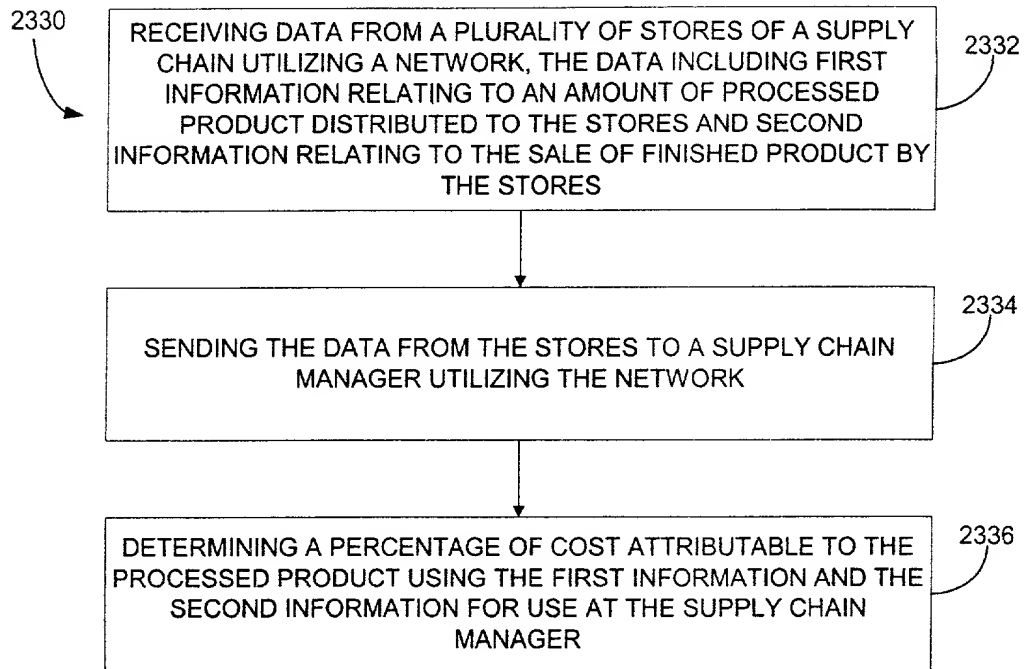 2330
RECEIVING DATA FROM A PLURALITY OF STORES OF A SUPPLY
CHAIN UTILIZING A NETWORK, THE DATA INCLUDING FIRST
INFORMATION RELATING TO AN AMOUNT OF PROCESSED
PRODUCT DISTRIBUTED TO THE STORES AND SECOND
INFORMATION RELATING TO THE SALE OF FINISHED PRODUCT BY
THE STORES
2332
SENDING THE DATA FROM THE STORES TO A SUPPLY CHAIN
MANAGER UTILIZING THE NETWORK
2334
DETERMINING A PERCENTAGE OF COST ATTRIBUTABLE TO THE
PROCESSED PRODUCT USING THE FIRST INFORMATION AND THE
SECOND INFORMATION FOR USE AT THE SUPPLY CHAIN
MANAGER
2336